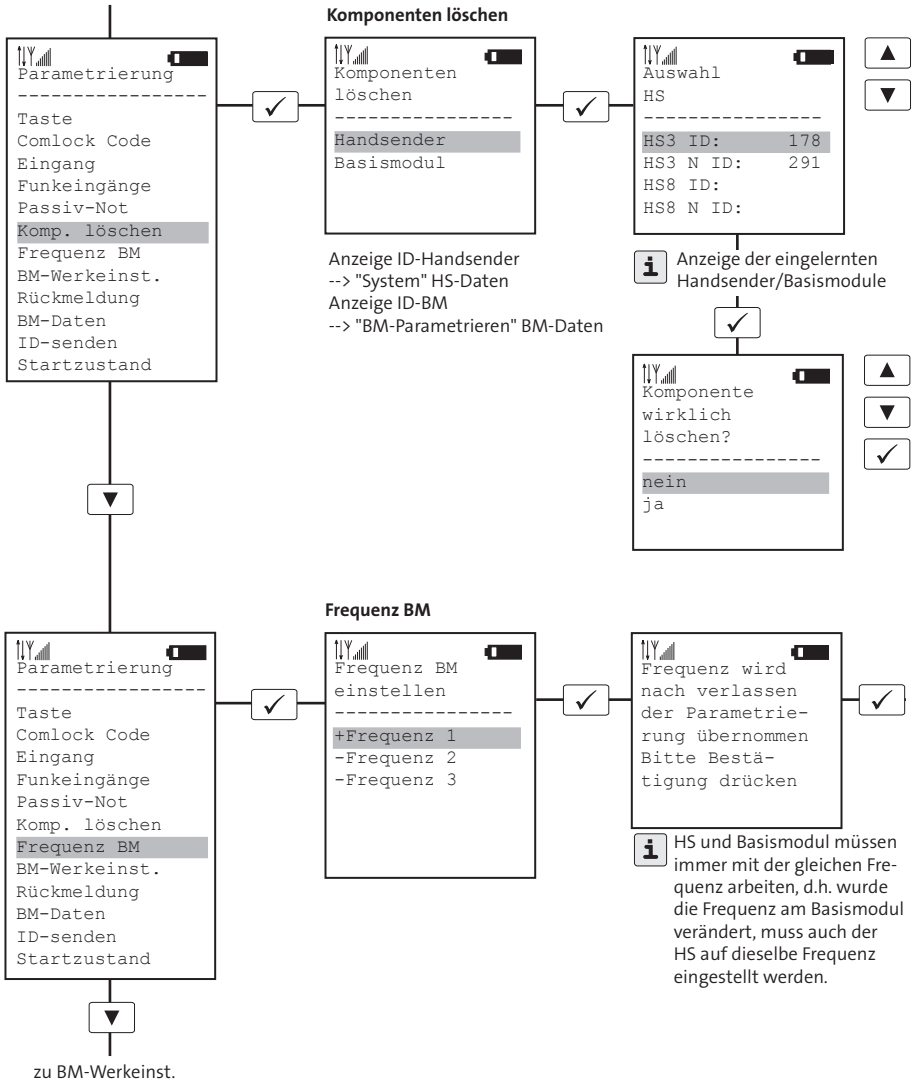 Komponenten löschen
Parametrierung
------------------
Taste
Comlock Code
Eingang
Funkeingänge
Passiv-Not
Komp. löschen
Frequenz BM
BM-Werkeinst.
Rückmeldung
BM-Daten
ID-senden
Startzustand
Komponenten
löschen
-----------------
Handsender
Basismodul
Anzeige ID-Handsender
--> "System" HS-Daten
Anzeige ID-BM
--> "BM-Parametrieren" BM-Daten
Auswahl
HS
-----------------
HS3 ID: 178
HS3 N ID: 291
HS8 ID:
HS8 N ID:
i Anzeige der eingelernten
Handsender/Basismodule
Komponente
wirklich
löschen?
-----------------
nein
ja
Frequenz BM
Parametrierung
------------------
Taste
Comlock Code
Eingang
Funkeingänge
Passiv-Not
Komp. löschen
Frequenz BM
BM-Werkeinst.
Rückmeldung
BM-Daten
ID-senden
Startzustand
Frequenz BM
einstellen
-----------------
+Frequenz 1
-Frequenz 2
-Frequenz 3
Frequenz wird
nach verlassen
der Parametrie-
rung übernommen
Bitte Bestä-
tigung drücken
i HS und Basismodul müssen
immer mit der gleichen Fre-
quenz arbeiten, d.h. wurde
die Frequenz am Basismodul
verändert, muss auch der
HS auf dieselbe Frequenz
eingestellt werden.
zu BM-Werkeinst.